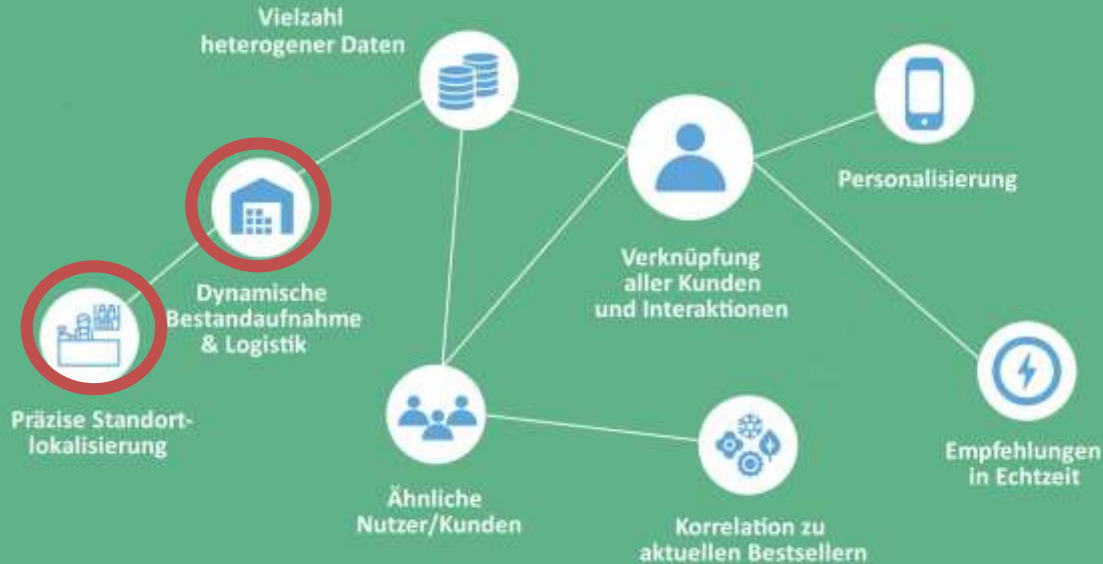 Vielzahl
heterogener Daten
Personalisierung
Verknüpfung
aller Kunden
und Interaktionen
Dynamische
Bestandaufnahme
& Logistik
Präzise Standort-
lokalisierung
Empfehlungen
in Echtzeit
Ähnliche
Nutzer/Kunden
Korrelation zu
aktuellen Bestsellern